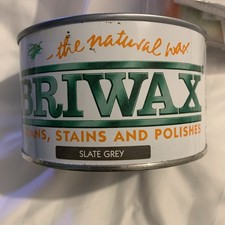 the natural wax
BRIWAX
ANS, STAINS AND POLISHES
SLATE GREY